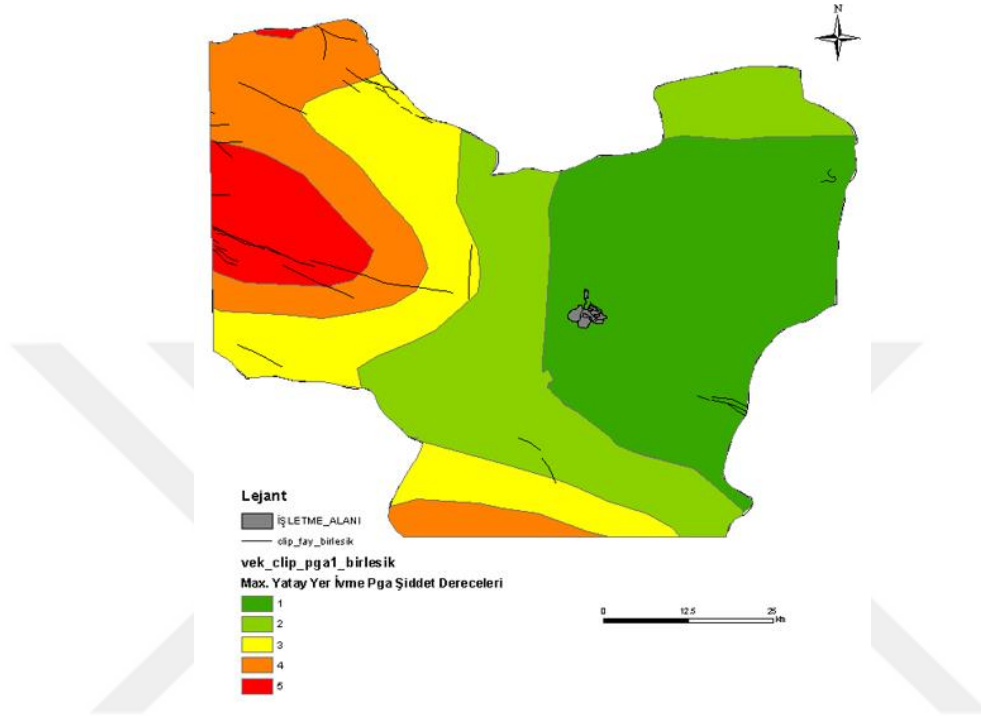 N
Lejant
İŞLETME_ALANI
clip_fay_birlesik
vek_clip_pga1_birlesik
Max. Yatay Yer İvme Pga Şiddet Dereceleri
1
2
3
4
5
0 12.5 25
km